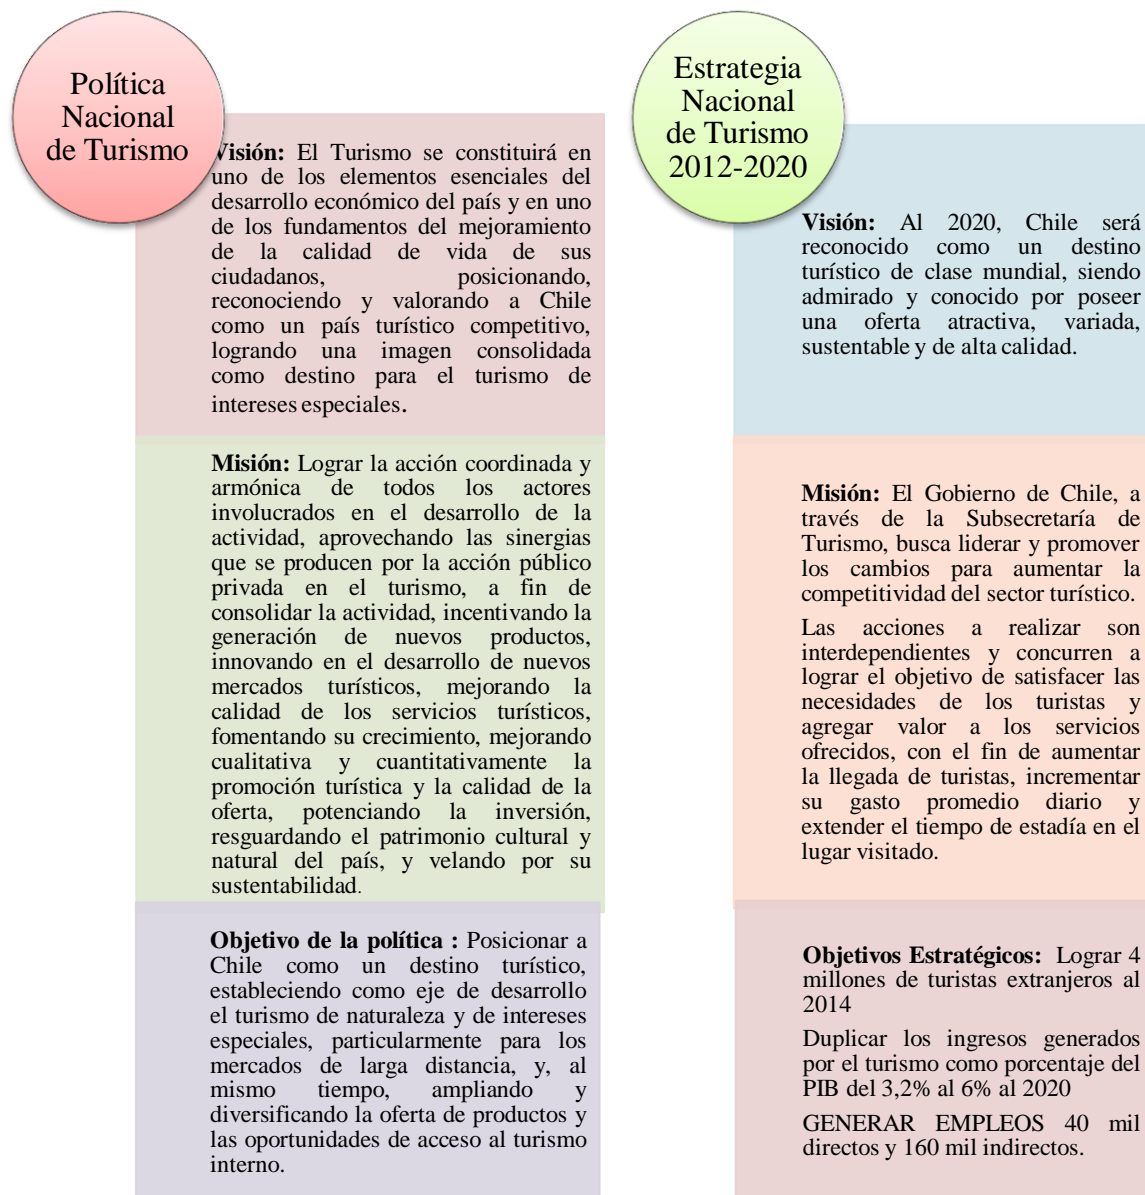 Política
Nacional
de Turismo
Visión: El Turismo se constituirá en
uno de los elementos esenciales del
desarrollo económico del país y en uno
de los fundamentos del mejoramiento
de la calidad de vida de sus
ciudadanos, posicionando,
reconociendo y valorando a Chile
como un país turístico competitivo,
logrando una imagen consolidada
como destino para el turismo de
intereses especiales.
Misión: Lograr la acción coordinada y
armónica de todos los actores
involucrados en el desarrollo de la
actividad, aprovechando las sinergias
que se producen por la acción público
privada en el turismo, a fin de
consolidar la actividad, incentivando la
generación de nuevos productos,
innovando en el desarrollo de nuevos
mercados turísticos, mejorando la
calidad de los servicios turísticos,
fomentando su crecimiento, mejorando
cualitativa y cuantitativamente la
promoción turística y la calidad de la
oferta, potenciando la inversión,
resguardando el patrimonio cultural y
natural del país, y velando por su
sustentabilidad.
Objetivo de la política : Posicionar a
Chile como un destino turístico,
estableciendo como eje de desarrollo
el turismo de naturaleza y de intereses
especiales, particularmente para los
mercados de larga distancia, y, al
mismo tiempo, ampliando y
diversificando la oferta de productos y
las oportunidades de acceso al turismo
interno.
Estrategia
Nacional
de Turismo
2012-2020
Visión: Al 2020, Chile será
reconocido como un destino
turístico de clase mundial, siendo
admirado y conocido por poseer
una oferta atractiva, variada,
sustentable y de alta calidad.
Misión: El Gobierno de Chile, a
través de la Subsecretaría de
Turismo, busca liderar y promover
los cambios para aumentar la
competitividad del sector turístico.
Las acciones a realizar son
interdependientes y concurren a
lograr el objetivo de satisfacer las
necesidades de los turistas y
agregar valor a los servicios
ofrecidos, con el fin de aumentar
la llegada de turistas, incrementar
su gasto promedio diario y
extender el tiempo de estadía en el
lugar visitado.
Objetivos Estratégicos: Lograr 4
millones de turistas extranjeros al
2014
Duplicar los ingresos generados
por el turismo como porcentaje del
PIB del 3,2% al 6% al 2020
GENERAR EMPLEOS 40 mil
directos y 160 mil indirectos.